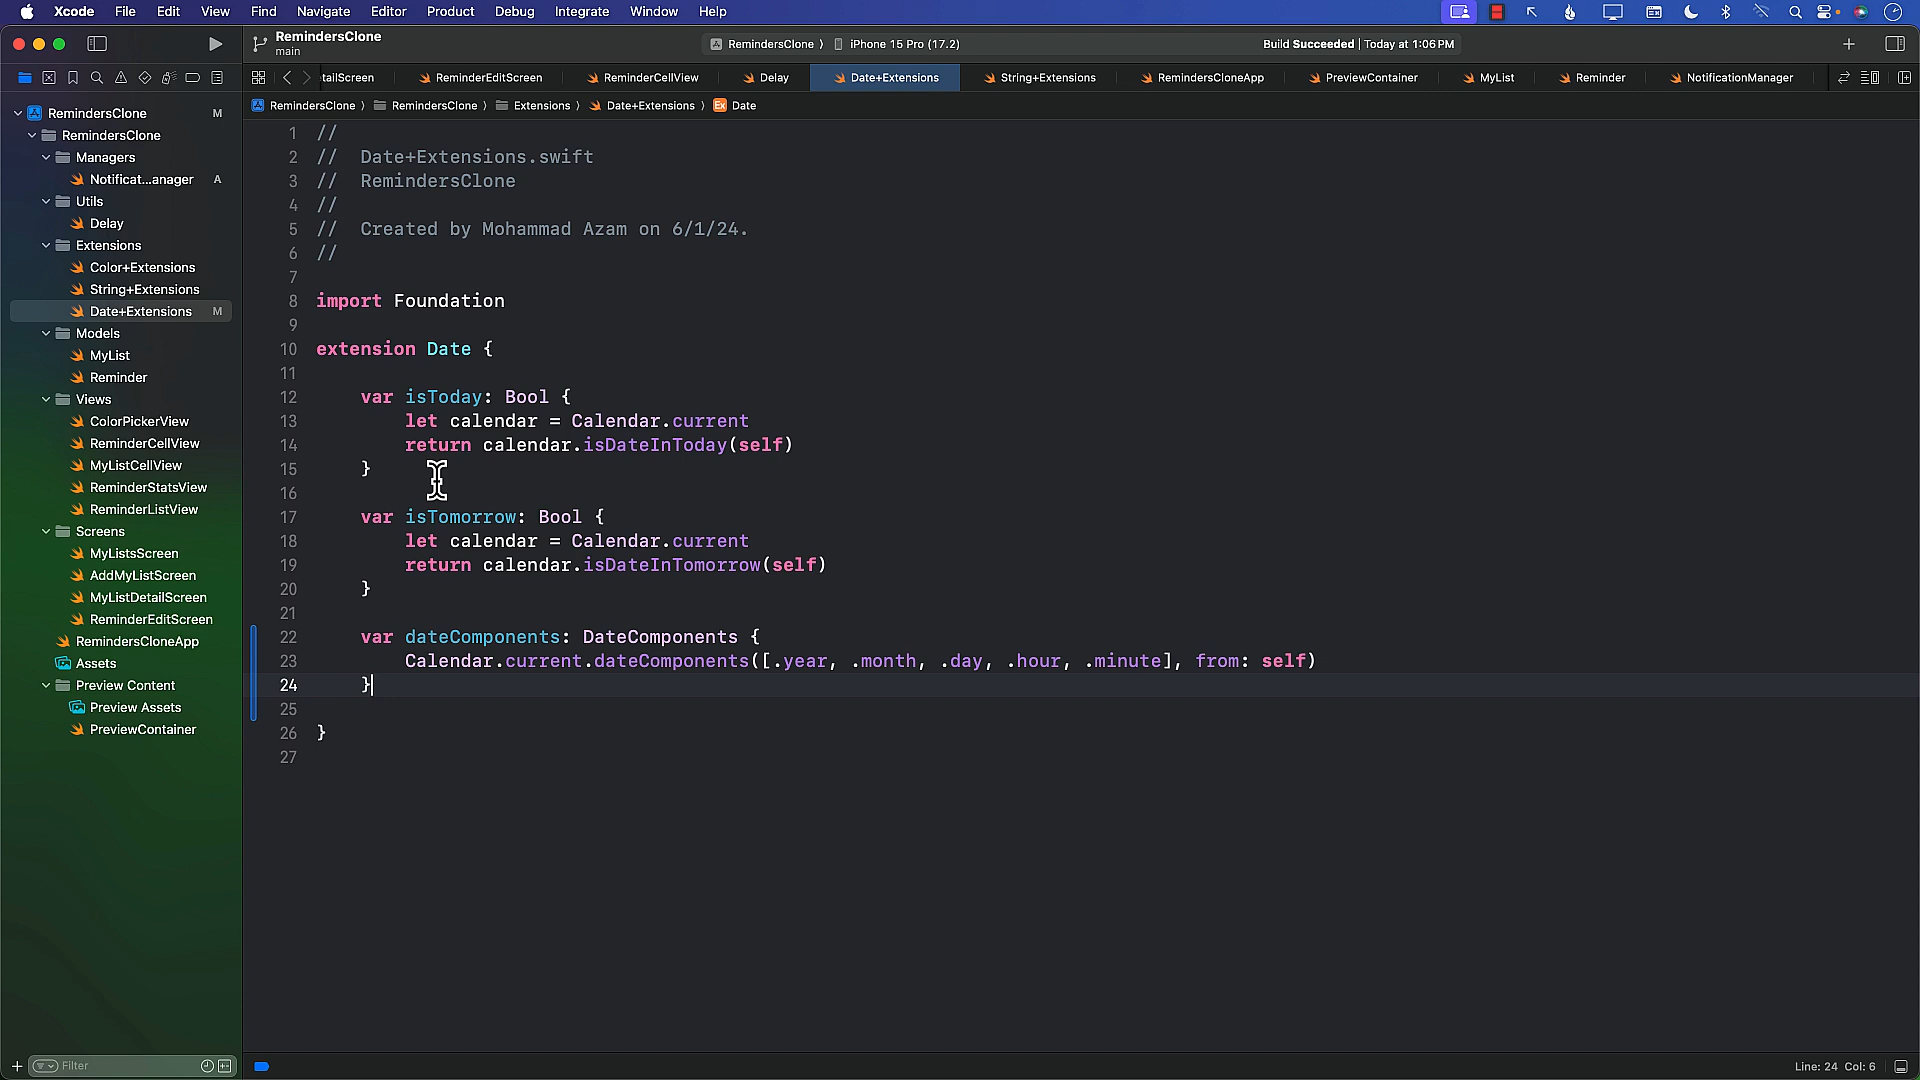 Xcode File Edit View Find Navigate Editor Product Debug Integrate Window Help
RemindersClone
main
RemindersClone 〉 iPhone 15 Pro (17.2)
Build Succeeded | Today at 1:06 PM
tailScreen ReminderEditScreen ReminderCellView Delay Date+Extensions String+Extensions RemindersCloneApp PreviewContainer MyList Reminder NotificationManager
RemindersClone 〉 RemindersClone 〉 Extensions 〉 Date+Extensions 〉 Ex Date
RemindersClone M
RemindersClone
Managers
Notificat...anager A
Utils
Delay
Extensions
Color+Extensions
String+Extensions
Date+Extensions M
Models
MyList
Reminder
Views
ColorPickerView
ReminderCellView
MyListCellView
ReminderStatsView
ReminderListView
Screens
MyListsScreen
AddMyListScreen
MyListDetailScreen
ReminderEditScreen
RemindersCloneApp
Assets
Preview Content
Preview Assets
PreviewContainer
Filter
1 //
2 //  Date+Extensions.swift
3 //  RemindersClone
4 //
5 //  Created by Mohammad Azam on 6/1/24.
6 //
7
8 import Foundation
9
10 extension Date {
11
12     var isToday: Bool {
13         let calendar = Calendar.current
14         return calendar.isDateInToday(self)
15     }
16
17     var isTomorrow: Bool {
18         let calendar = Calendar.current
19         return calendar.isDateInTomorrow(self)
20     }
21
22     var dateComponents: DateComponents {
23         Calendar.current.dateComponents([.year, .month, .day, .hour, .minute], from: self)
24     }
25
26 }
27
Line: 24 Col: 6